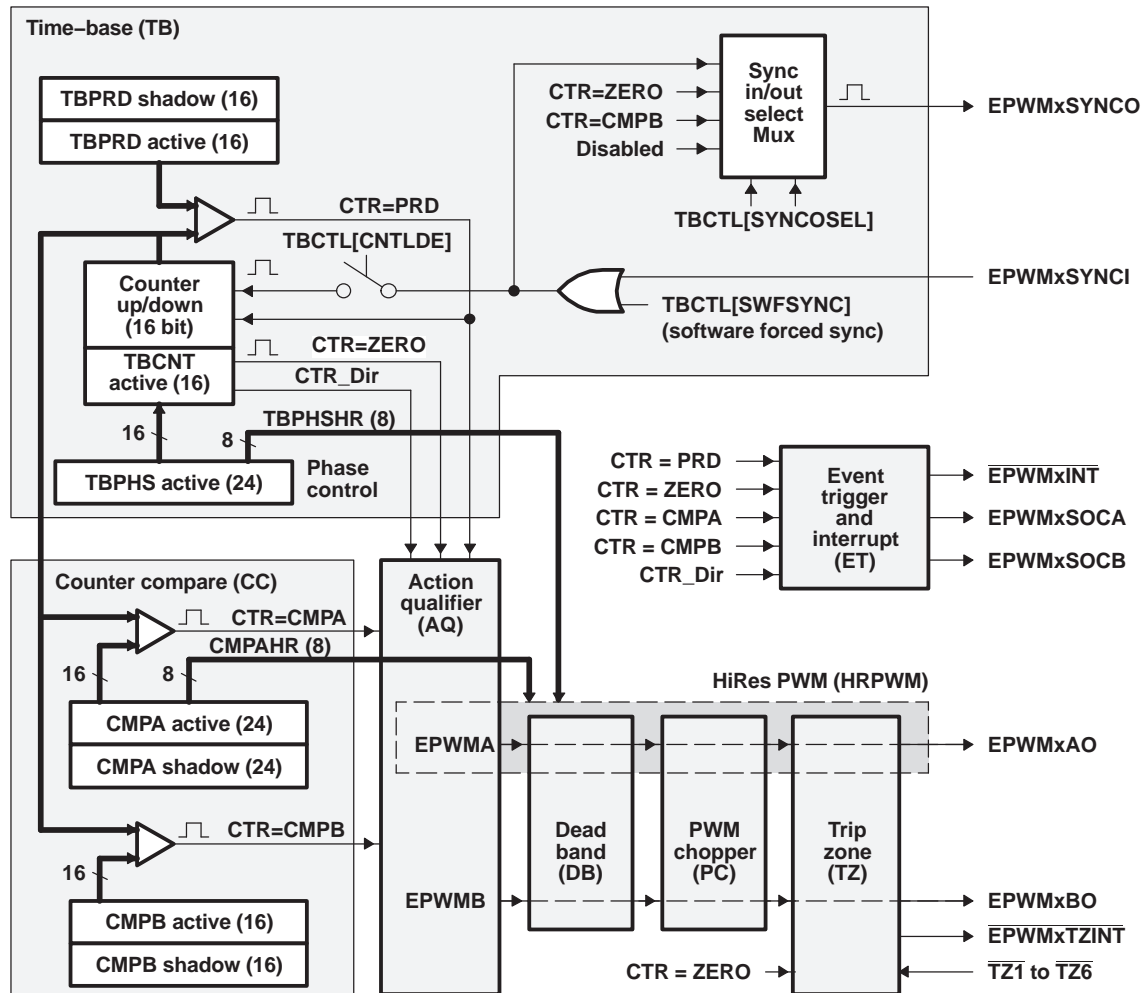 Time−base (TB)
TBPRD shadow (16)
TBPRD active (16)
CTR=ZERO
CTR=CMPB
Disabled
Sync
in/out
select
Mux
EPWMxSYNCO
TBCTL[SYNCOSEL]
CTR=PRD
TBCTL[CNTLDE]
EPWMxSYNCI
TBCTL[SWFSYNC]
(software forced sync)
Counter
up/down
(16 bit)
TBCNT
active (16)
CTR=ZERO
CTR_Dir
16
8
TBPHSHR (8)
TBPHS active (24)
Phase
control
CTR = PRD
CTR = ZERO
CTR = CMPA
CTR = CMPB
CTR_Dir
Event
trigger
and
interrupt
(ET)
EPWMxINT
EPWMxSOCA
EPWMxSOCB
Counter compare (CC)
CTR=CMPA
CMPAHR (8)
16
8
CMPA active (24)
CMPA shadow (24)
CTR=CMPB
16
CMPB active (16)
CMPB shadow (16)
Action
qualifier
(AQ)
EPWMA
EPWMB
HiRes PWM (HRPWM)
Dead
band
(DB)
PWM
chopper
(PC)
Trip
zone
(TZ)
EPWMxAO
EPWMxBO
EPWMxTZINT
CTR = ZERO
TZ1 to TZ6